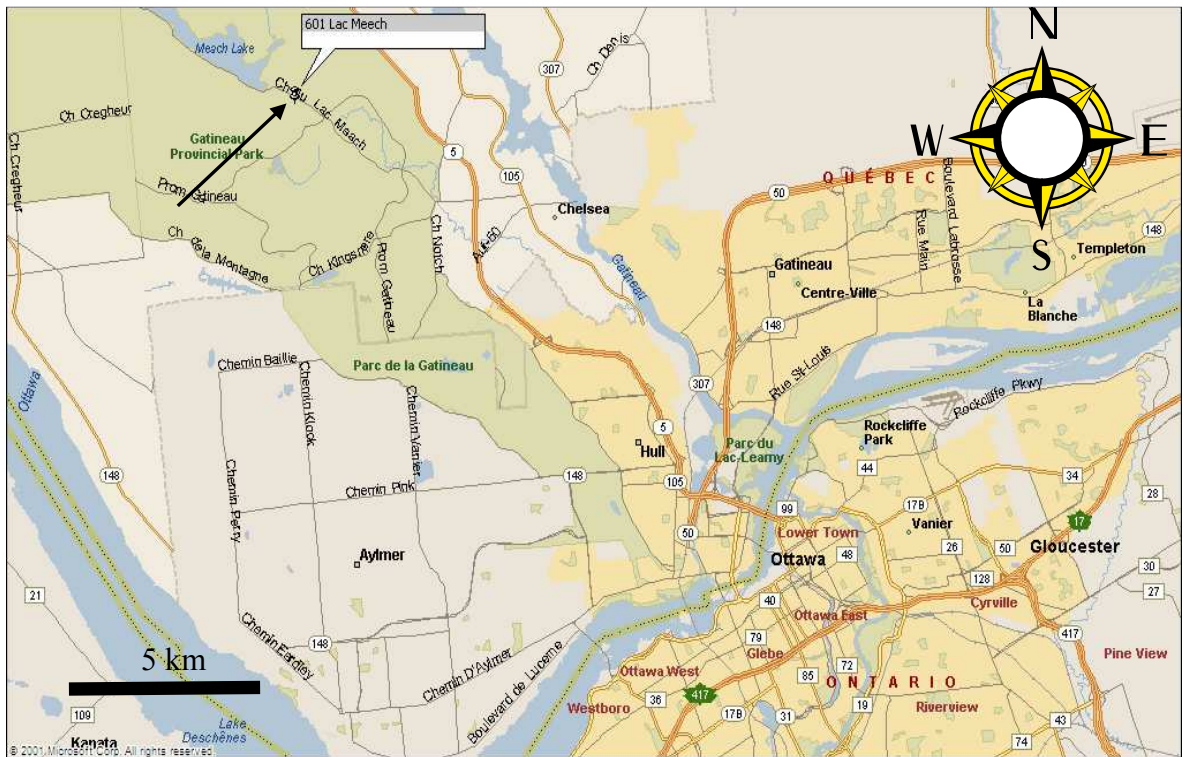 601 Lac Meech
N
Meach Lake
Ch Denis
307
Ch du Lac Meach
Ch Cregheur
Ch Cregheur
Gatineau
Provincial Park
W
E
5
105
50
QUÉBEC
Boulevard Labrosse
Prom Gatineau
Chelsea
Rue Main
148
Ch Notch
S
Templeton
Ch dela Montagne
Ch Kingsmere
Prom Gatineau
Gatineau
Gatineau
Centre-Ville
La
Blanche
148
Chemin Baillie
Parc de la Gatineau
Rue St-Louis
Ottawa
Chemin Klock
Chemin Vanier
307
Rockcliffe Pkwy
Rockcliffe
Park
5
Hull
Parc du
Lac-Leamy
44
148
148
105
34
Chemin Pink
Chemin Perry
28
99
17B
17
50
Lower Town
Vanier
Aylmer
Ottawa
48
26
50
Gloucester
30
128
27
21
40
Ottawa East
Cyrville
417
148
79
Glebe
Chemin Eardley
5 km
Chemin D'Aylmer
Boulevard de Lucerne
Ottawa West
72
85
ONTARIO
Pine View
36
417
Westboro
17B
31
19
Riverview
109
Kanata
Lake
Deschênes
43
74
© 2001 Microsoft Corp. All rights reserved.